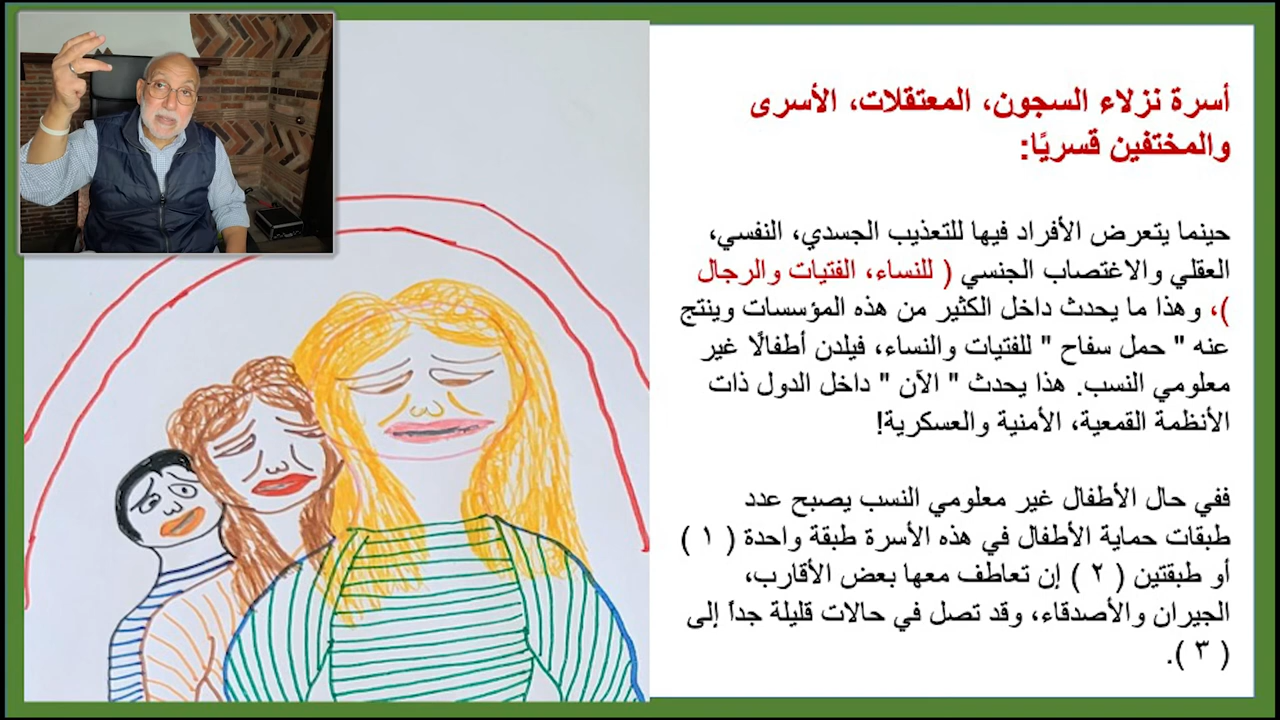 أسرة نزلاء السجون، المعتقلات، الأسرى
والمختفين قسريًا:
حينما يتعرض الأفراد فيها للتعذيب الجسدي، النفسي،
العقلي والاغتصاب الجنسي ( للنساء، الفتيات والرجال
)، وهذا ما يحدث داخل الكثير من هذه المؤسسات وينتج
عنه " حمل سفاح " للفتيات والنساء، فيلدن أطفالًا غير
معلومي النسب. هذا يحدث " الآن " داخل الدول ذات
الأنظمة القمعية، الأمنية والعسكرية!
ففي حال الأطفال غير معلومي النسب يصبح عدد
طبقات حماية الأطفال في هذه الأسرة طبقة واحدة ( ١ )
أو طبقتين ( ٢ ) إن تعاطف معها بعض الأقارب،
الجيران والأصدقاء، وقد تصل في حالات قليلة جداً إلى
( ٣ ).